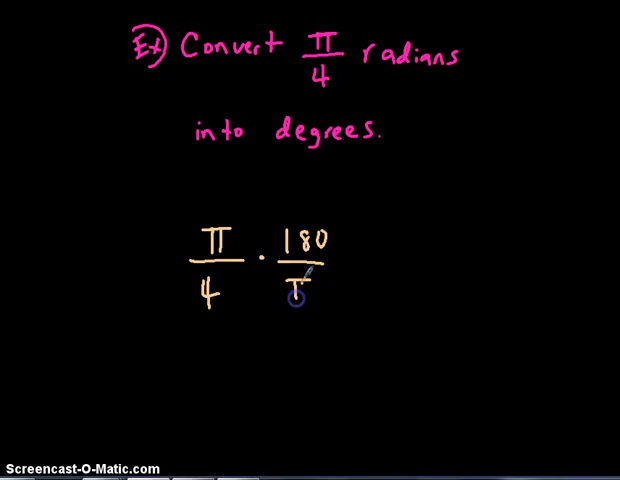 Ex) Convert π/4 radians
into degrees.
π/4 · 180/π
Screencast-O-Matic.com